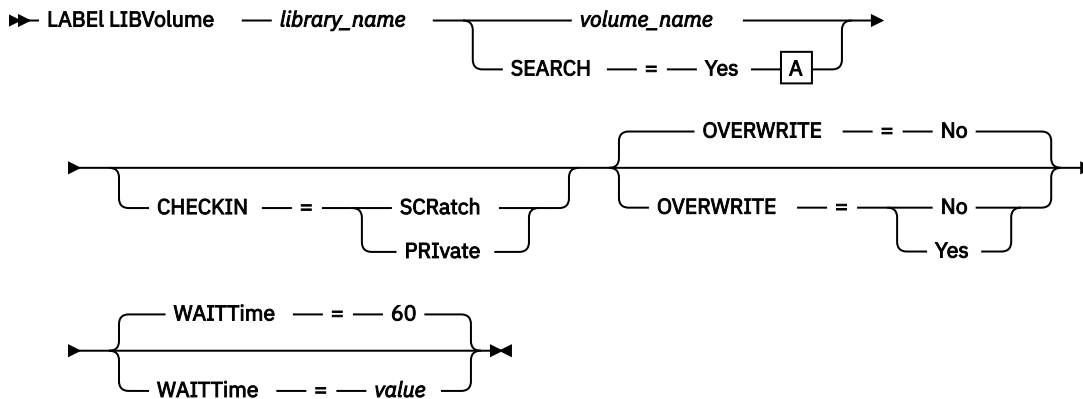 LABEl LIBVolume library_name volume_name
SEARCH = Yes A
OVERWRITE = No
CHECKIN = SCRatch OVERWRITE = No
PRIvate Yes
WAITTime = 60
WAITTime = value